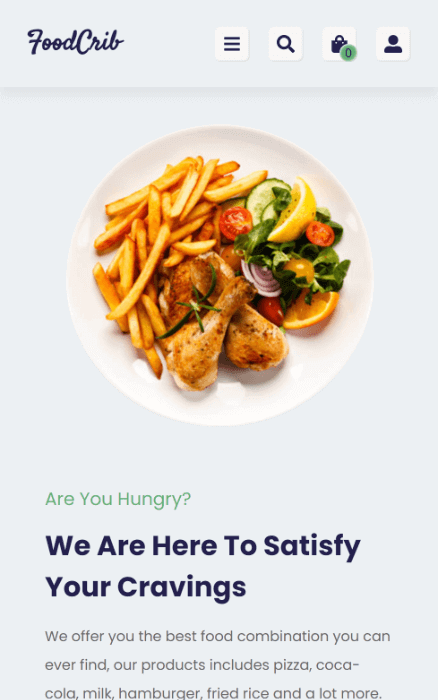 FoodCrib
0
Are You Hungry?
We Are Here To Satisfy
Your Cravings
We offer you the best food combination you can
ever find, our products includes pizza, coca-
cola, milk, hamburger, fried rice and a lot more.